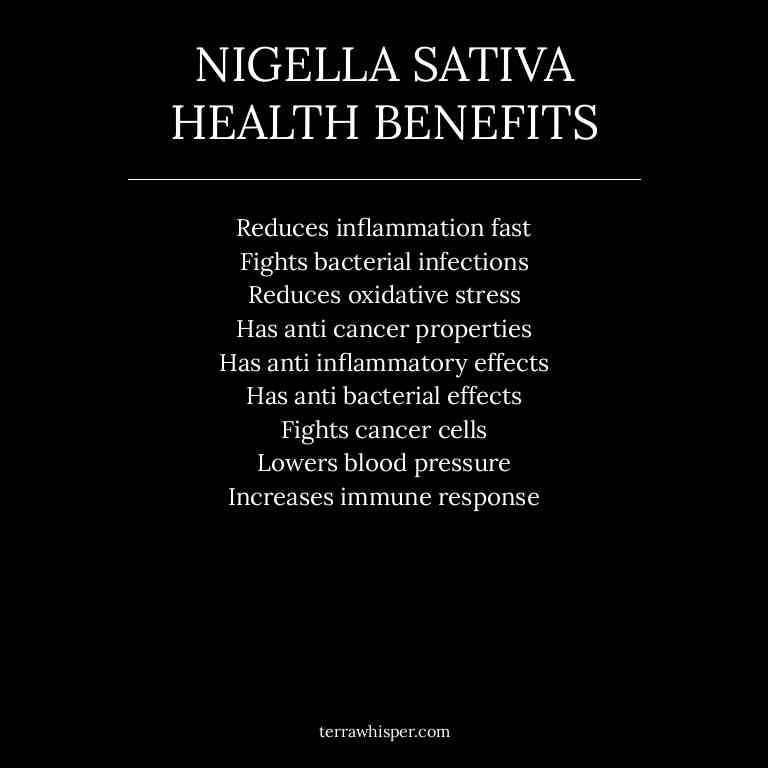 NIGELLA SATIVA
HEALTH BENEFITS
Reduces inflammation fast
Fights bacterial infections
Reduces oxidative stress
Has anti cancer properties
Has anti inflammatory effects
Has anti bacterial effects
Fights cancer cells
Lowers blood pressure
Increases immune response
terrawhisper.com